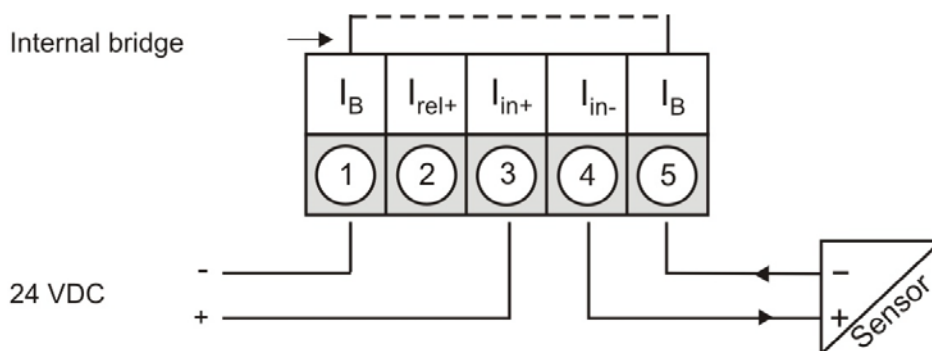 Internal bridge
I_B I_rel+ I_in+ I_in- I_B
1 2 3 4 5
-
24 VDC
+
-
+
Sensor